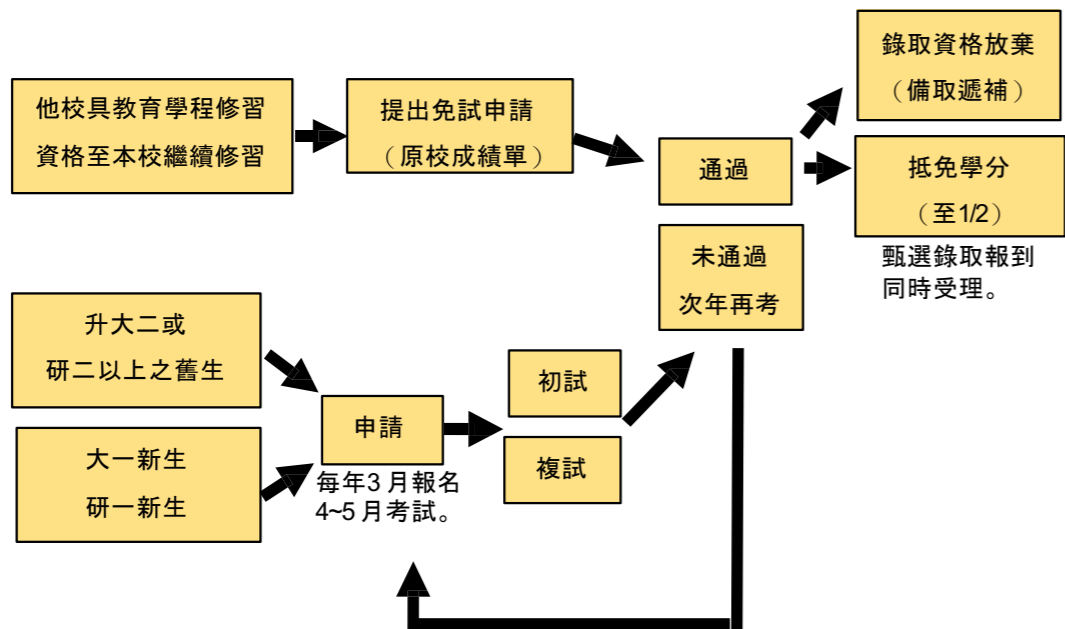 他校具教育學程修習
資格至本校繼續修習
提出免試申請
（原校成績單）
通過
錄取資格放棄
（備取遞補）
抵免學分
（至1/2）
甄選錄取報到
同時受理。
未通過
次年再考
升大二或
研二以上之舊生
大一新生
研一新生
申請
每年3 月報名
4~5 月考試。
初試
複試